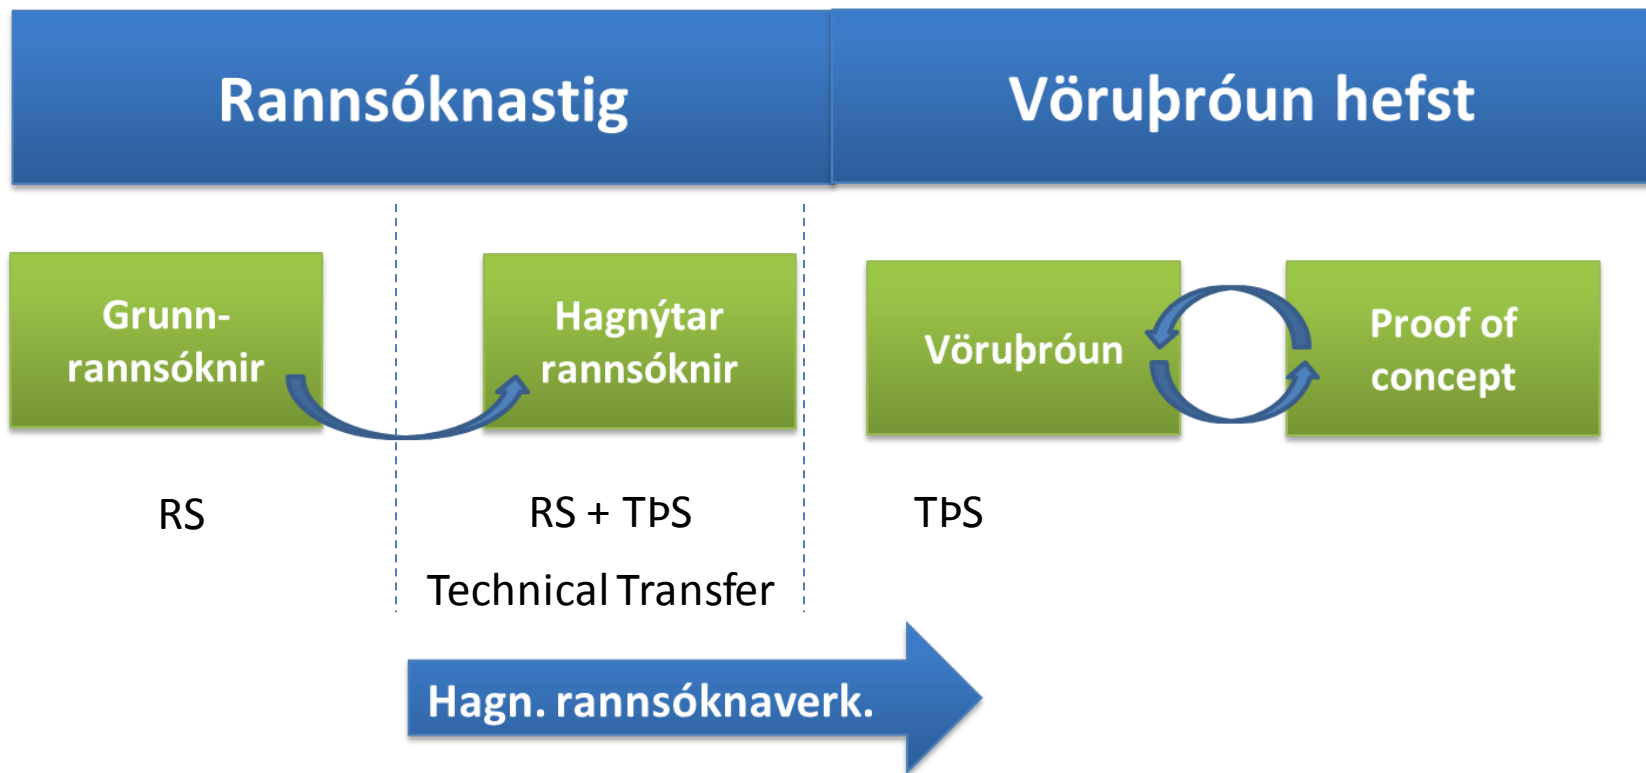 Rannsóknastig
Vöruþróun hefst
Grunn-
rannsóknir
Hagnýtar
rannsóknir
Vöruþróun
Proof of
concept
RS
RS + TÞS
TÞS
Technical Transfer
Hagn. rannsóknaverk.